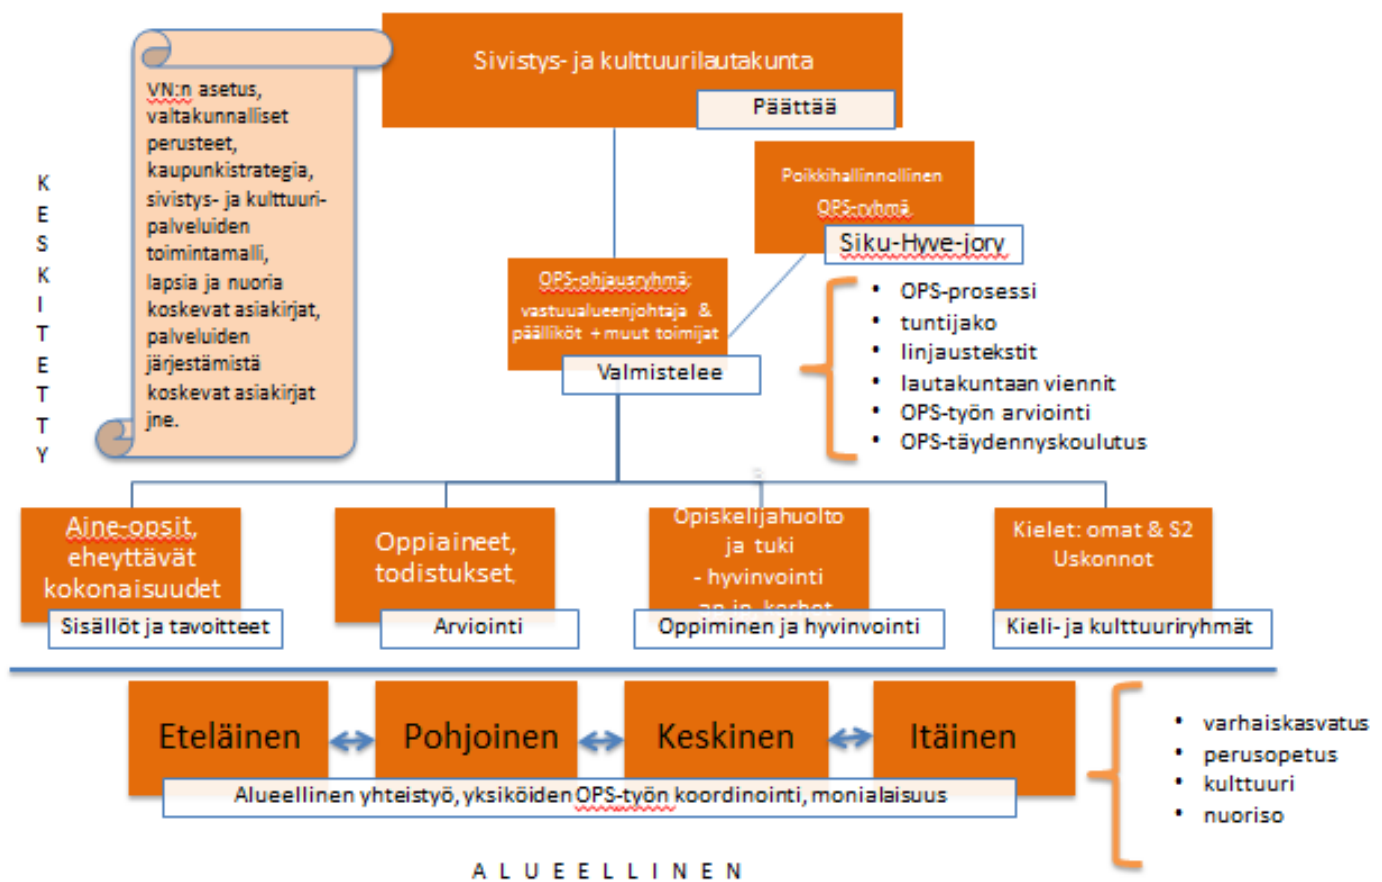 Sivistys- ja kulttuurilautakunta
Päättää
VN:n asetus,
valtakunnalliset
perusteet,
kaupunkistrategia,
sivistys- ja kulttuuri-
palveluiden
toimintamalli,
lapsia ja nuoria
koskevat asiakirjat,
palveluiden
järjestämistä
koskevat asiakirjat
jne.
KESKITETTY
Poikkihallinnollinen
OPS-ryhmä
Siku-Hyve-jory
OPS-ohjausryhmä:
vastuualueenjohtaja &
päälliköt + muut toimijat
Valmistelee
• OPS-prosessi
• tuntijako
• linjaustekstit
• lautakuntaan viennit
• OPS-työn arviointi
• OPS-täydennyskoulutus
Aine-opsit,
eheyttävät
kokonaisuudet
Sisällöt ja tavoitteet
Oppiaineet,
todistukset,
Arviointi
Opiskelijahuolto
ja tuki
- hyvinvointi
Oppiminen ja hyvinvointi
Kielet: omat & S2
Uskonnot
Kieli- ja kulttuuriryhmät
Eteläinen
Pohjoinen
Keskinen
Itäinen
Alueellinen yhteistyö, yksiköiden OPS-työn koordinointi, monialaisuus
• varhaiskasvatus
• perusopetus
• kulttuuri
• nuoriso
ALUEELLINEN